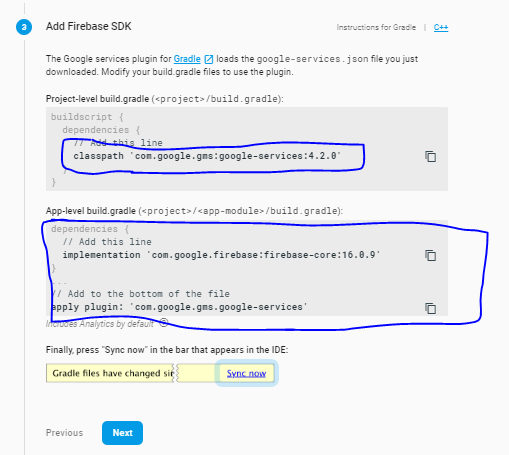 3 Add Firebase SDK
Instructions for Gradle | C++
The Google services plugin for Gradle loads the google-services.json file you just
downloaded. Modify your build.gradle files to use the plugin.
Project-level build.gradle (<project>/build.gradle):
buildscript {
dependencies {
// Add this line
classpath 'com.google.gms:google-services:4.2.0'
}
}
App-level build.gradle (<project>/<app-module>/build.gradle):
dependencies {
// Add this line
implementation 'com.google.firebase:firebase-core:16.0.9'
}
...
// Add to the bottom of the file
apply plugin: 'com.google.gms.google-services'
Includes Analytics by default
Finally, press "Sync now" in the bar that appears in the IDE:
Gradle files have changed sin Sync now
Previous Next